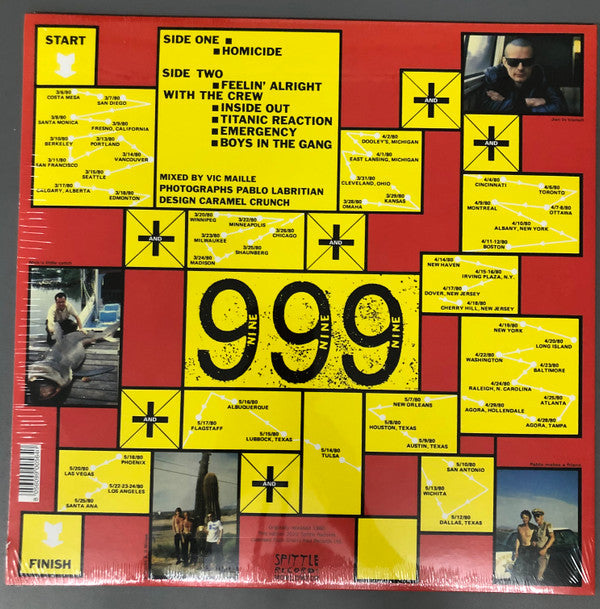 START
SIDE ONE
HOMICIDE
SIDE TWO
FEELIN' ALRIGHT
WITH THE CREW
INSIDE OUT
TITANIC REACTION
EMERGENCY
BOYS IN THE GANG
MIXED BY VIC MAILLE
PHOTOGRAPHS PABLO LABRITIAN
DESIGN CARAMEL CRUNCH
3/6/80
COSTA MESA
3/7/80
SAN DIEGO
3/8/80
SANTA MONICA
3/9/80
FRESNO, CALIFORNIA
3/10/80
BERKELEY
3/13/80
PORTLAND
3/11/80
SAN FRANCISCO
3/14/80
VANCOUVER
3/15/80
SEATTLE
3/17/80
CALGARY, ALBERTA
3/18/80
EDMONTON
AND
3/20/80
WINNIPEG
3/22/80
MINNEAPOLIS
3/23/80
MILWAUKEE
3/26/80
CHICAGO
3/25/80
SHAUNBERG
3/24/80
MADISON
AND
3/28/80
OMAHA
3/29/80
KANSAS
3/31/80
CLEVELAND, OHIO
4/1/80
EAST LANSING, MICHIGAN
4/2/80
DOOLEY'S, MICHIGAN
AND
AND
4/4/80
CINCINNATI
4/6/80
TORONTO
4/9/80
MONTREAL
4/7-8/80
OTTAWA
4/10/80
ALBANY, NEW YORK
4/11-12/80
BOSTON
4/14/80
NEW HAVEN
4/15-16/80
IRVING PLAZA, N.Y.
4/17/80
DOVER, NEW JERSEY
4/18/80
CHERRY HILL, NEW JERSEY
4/19/80
NEW YORK
4/20/80
LONG ISLAND
4/22/80
WASHINGTON
4/23/80
BALTIMORE
4/24/80
RALEIGH, N. CAROLINA
4/25/80
ATLANTA
4/29/80
AGORA, HOLLENDALE
4/28/80
AGORA, TAMPA
999
NINE
NINE
NINE
5/7/80
NEW ORLEANS
5/8/80
HOUSTON, TEXAS
5/9/80
AUSTIN, TEXAS
5/10/80
SAN ANTONIO
5/13/80
WICHITA
5/12/80
DALLAS, TEXAS
5/14/80
TULSA
5/16/80
ALBUQUERQUE
5/17/80
FLAGSTAFF
5/15/80
LUBBOCK, TEXAS
AND
AND
5/18/80
PHOENIX
5/20/80
LAS VEGAS
5/22-23-24/80
LOS ANGELES
5/25/80
SANTA ANA
FINISH
Pablo makes a friend
SPITTLE
RECORDS